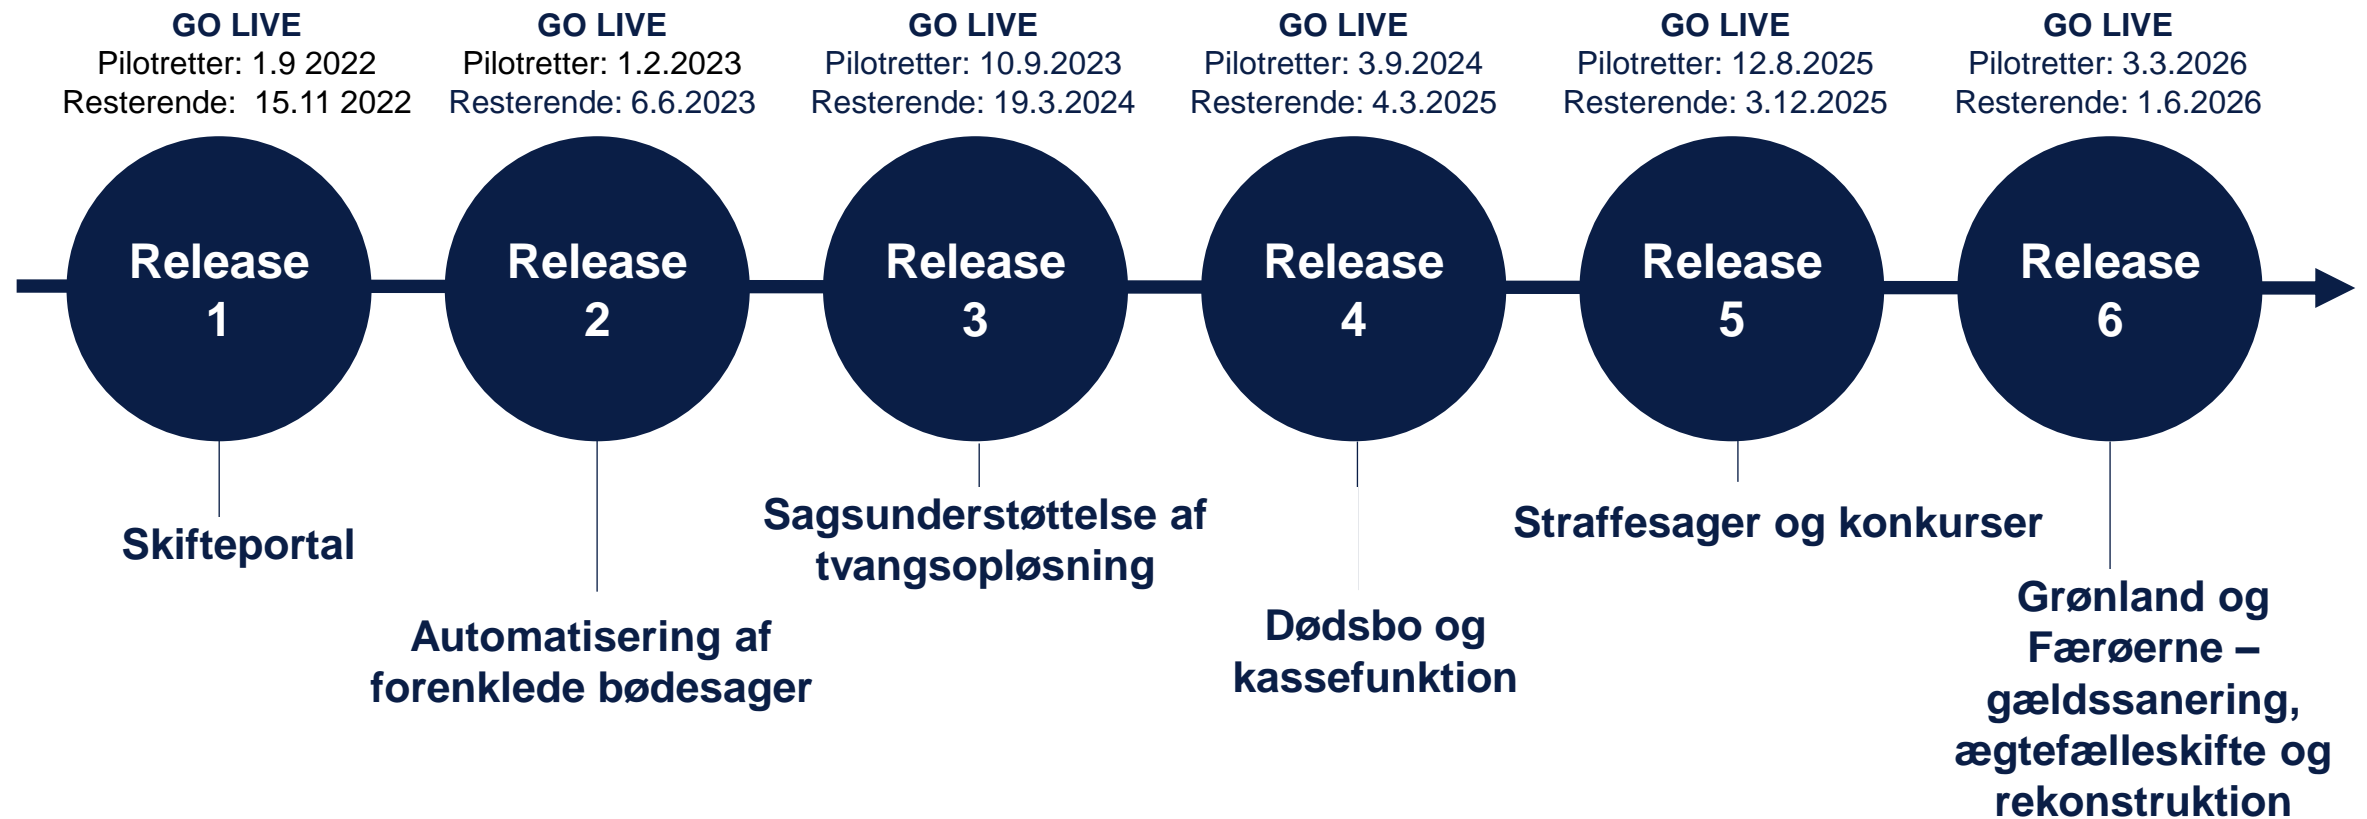 GO LIVE
Pilotretter: 1.9 2022
Resterende:  15.11 2022
GO LIVE
Pilotretter: 1.2.2023
Resterende: 6.6.2023
GO LIVE
Pilotretter: 10.9.2023
Resterende: 19.3.2024
GO LIVE
Pilotretter: 3.9.2024
Resterende: 4.3.2025
GO LIVE
Pilotretter: 12.8.2025
Resterende: 3.12.2025
GO LIVE
Pilotretter: 3.3.2026
Resterende: 1.6.2026
Release
1
Release
2
Release
3
Release
4
Release
5
Release
6
Skifteportal
Automatisering af
forenklede bødesager
Sagsunderstøttelse af
tvangsopløsning
Dødsbo og
kassefunktion
Straffesager og konkurser
Grønland og
Færøerne –
gældssanering,
ægtefælleskifte og
rekonstruktion